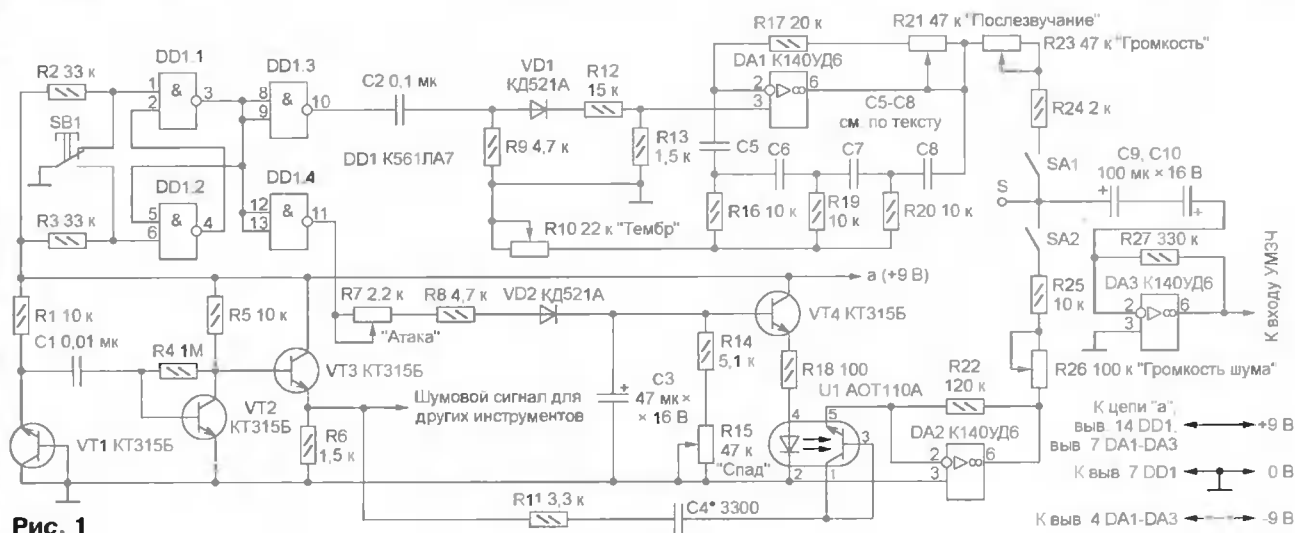 R17 20 к
R21 47 к "Послезвучание"
R23 47 к "Громкость"
DD1.1
R2 33 к
1
2
&
3
DD1.3
8
9
&
10
C2 0,1 мк
VD1
КД521А
R12
15 к
DA1 К140УД6
2
3
6
C5-C8
см. по тексту
R24 2 к
SB1
DD1 К561ЛА7
R9 4,7 к
R13
1,5 к
C5
C6
C7
C8
SA1
C9, C10
100 мк × 16 В
S
+
+
DD1.2
5
6
&
4
DD1.4
12
13
&
11
R3 33 к
R10 22 к "Тембр"
R16 10 к
R19
10 к
R20 10 к
SA2
R27 330 к
R25
10 к
DA3 К140УД6
2
3
6
К входу УМЗЧ
а (+9 В)
R1 10 к
R5 10 к
R7 2,2 к
R8 4,7 к
VD2 КД521А
"Атака"
VT4 КТ315Б
C1 0,01 мк
R4 1М
VT3 КТ315Б
R14
5,1 к
R18 100
U1 АОТ110А
R22
120 к
R26 100 к "Громкость шума"
Шумовой сигнал для
других инструментов
+
C3
47 мк ×
× 16 В
VT2
КТ315Б
R6
1,5 к
R15
47 к
"Спад"
4
5
3
2
1
DA2 К140УД6
2
3
6
VT1 КТ315Б
R11 3,3 к
C4* 3300
К цепи "а",
выв. 14 DD1,
выв 7 DA1-DA3
+9 В
К выв 7 DD1
0 В
К выв 4 DA1-DA3
-9 В
Рис. 1